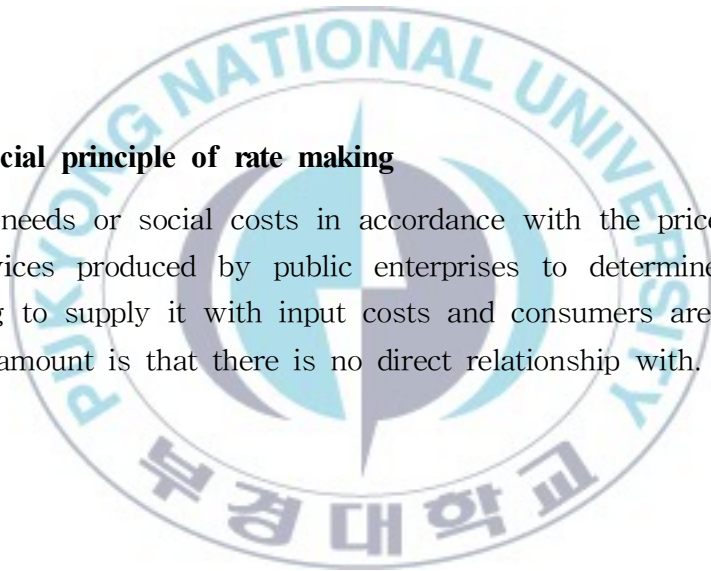 cial principle of rate making
needs or social costs in accordance with the price
vices produced by public enterprises to determine
g to supply it with input costs and consumers are
amount is that there is no direct relationship with.
PUKYONG NATIONAL UNIVERSITY
부경대학교